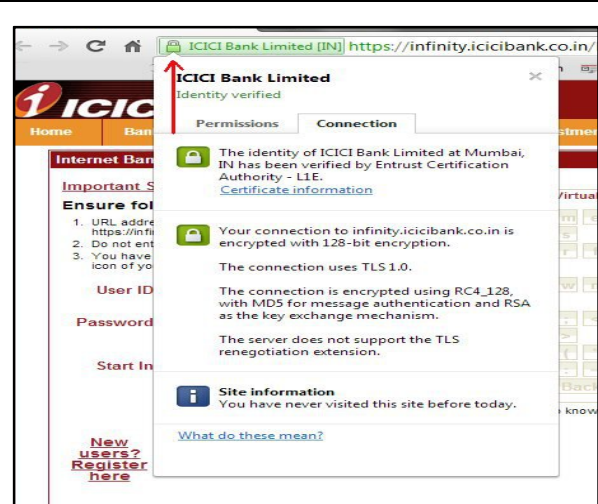 ICICI Bank Limited [IN] https://infinity.icicibank.co.in/
ICICI Bank Limited
Identity verified
Permissions Connection
The identity of ICICI Bank Limited at Mumbai,
IN has been verified by Entrust Certification
Authority - L1E.
Certificate information
Your connection to infinity.icicibank.co.in is
encrypted with 128-bit encryption.
The connection uses TLS 1.0.
The connection is encrypted using RC4_128,
with MD5 for message authentication and RSA
as the key exchange mechanism.
The server does not support the TLS
renegotiation extension.
Site information
You have never visited this site before today.
What do these mean?
ICIC
Home Ban
Internet Ban
Important S
Ensure fol
1. URL addre
https://infi
2. Do not ent
3. You have
icon of yo
User ID
Password
Start In
New
users?
Register
here
stmer
Virtual
know